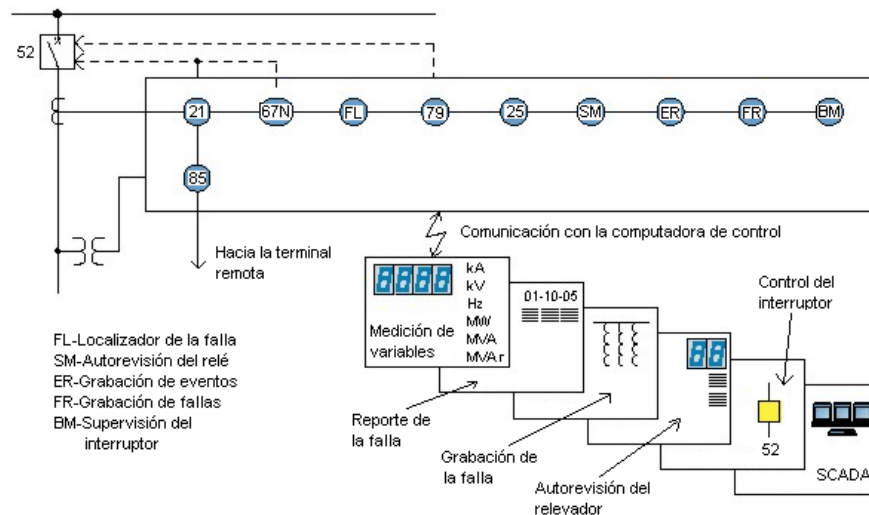 52
21
67N
FL
79
25
SM
ER
FR
BM
85
Hacia la terminal
remota
Comunicación con la computadora de control
FL-Localizador de la falla
SM-Autorevisión del relé
ER-Grabación de eventos
FR-Grabación de fallas
BM-Supervisión del
interruptor
8888
kA
kV
Hz
MW
MVA
MVAr
Medición de
variables
01-10-05
Reporte de
la falla
Grabación de
la falla
88
Autorevisión del
relevador
Control del
interruptor
52
SCADA